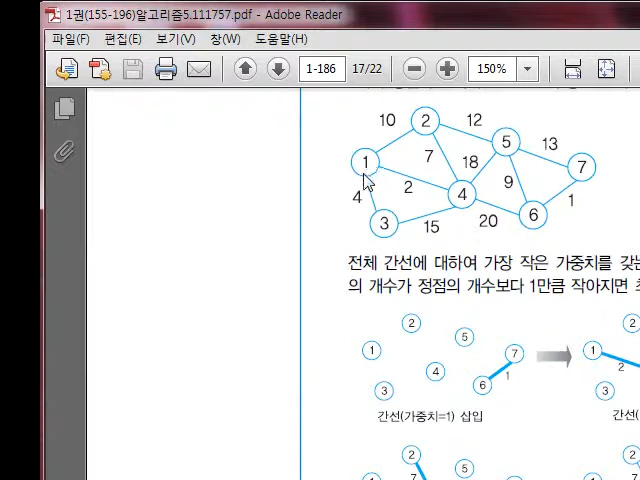 1권(155-196)알고리즘5.111757.pdf - Adobe Reader
파일(F) 편집(E) 보기(V) 창(W) 도움말(H)
1-186 17/22 150%
10 2 12
5 13
1 7 18 7
2 9
4 4 1
3 15 20 6
전체 간선에 대하여 가장 작은 가중치를
의 개수가 정점의 개수보다 1만큼 작아지면
2 2
5
1 7 1
4 1 2
3 6 3
간선(가중치=1) 삽입 간선(
2 2
7 5 7